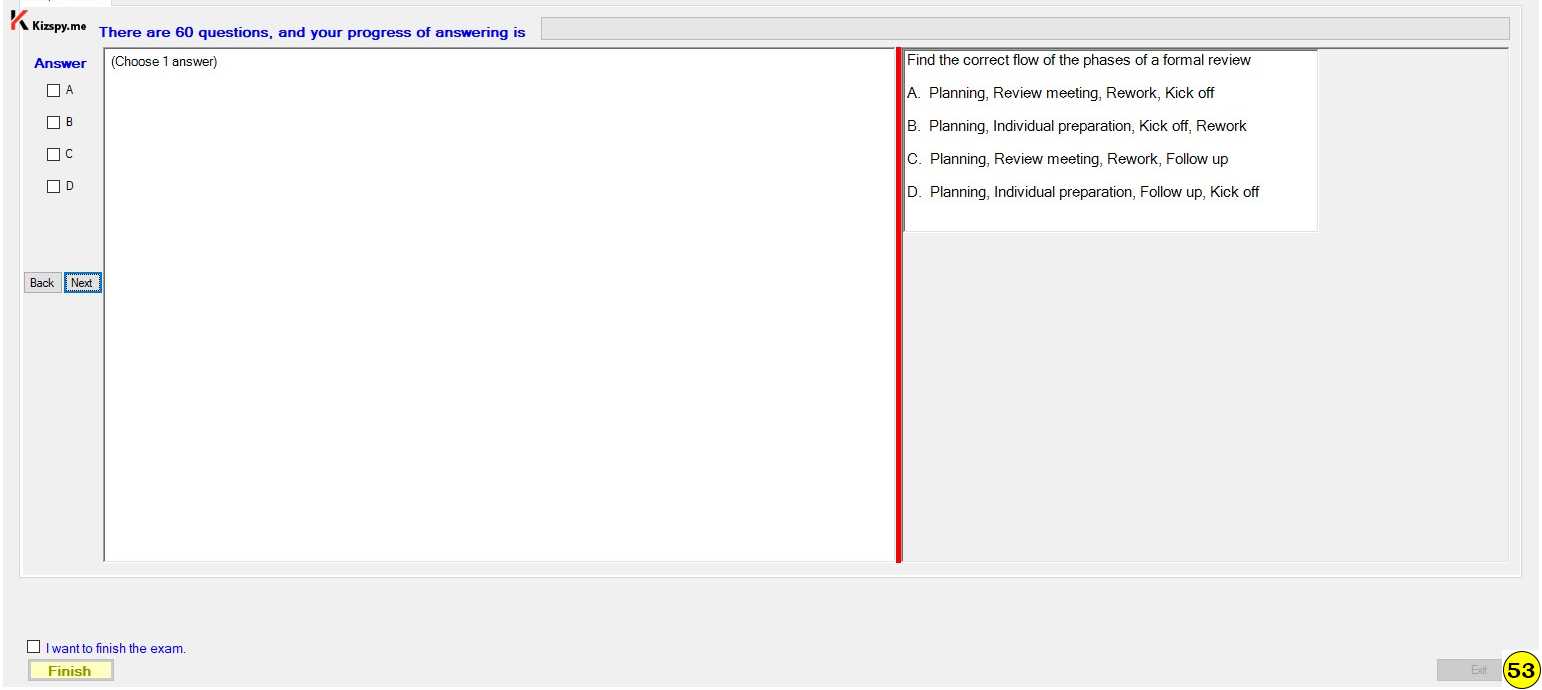 Kizspy.me
There are 60 questions, and your progress of answering is
Answer
A
B
C
D
Back Next
(Choose 1 answer)
Find the correct flow of the phases of a formal review
A. Planning, Review meeting, Rework, Kick off
B. Planning, Individual preparation, Kick off, Rework
C. Planning, Review meeting, Rework, Follow up
D. Planning, Individual preparation, Follow up, Kick off
I want to finish the exam.
Finish
Exit
53